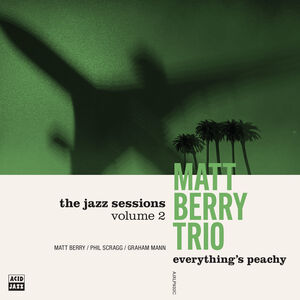 MATT
BERRY
TRIO
the jazz sessions
volume 2
everything's peachy
MATT BERRY / PHIL SCRAGG / GRAHAM MANN
ACID
JAZZ